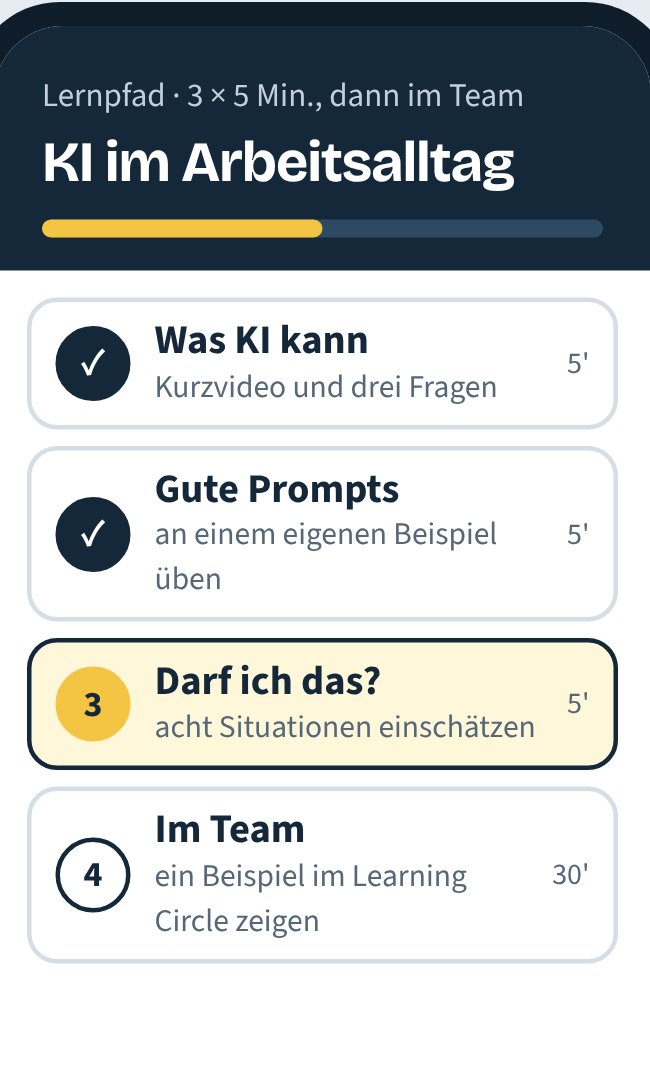 Lernpfad · 3 × 5 Min., dann im Team
KI im Arbeitsalltag
✓
Was KI kann
Kurzvideo und drei Fragen
5'
✓
Gute Prompts
an einem eigenen Beispiel
üben
5'
3
Darf ich das?
acht Situationen einschätzen
5'
4
Im Team
ein Beispiel im Learning
Circle zeigen
30'